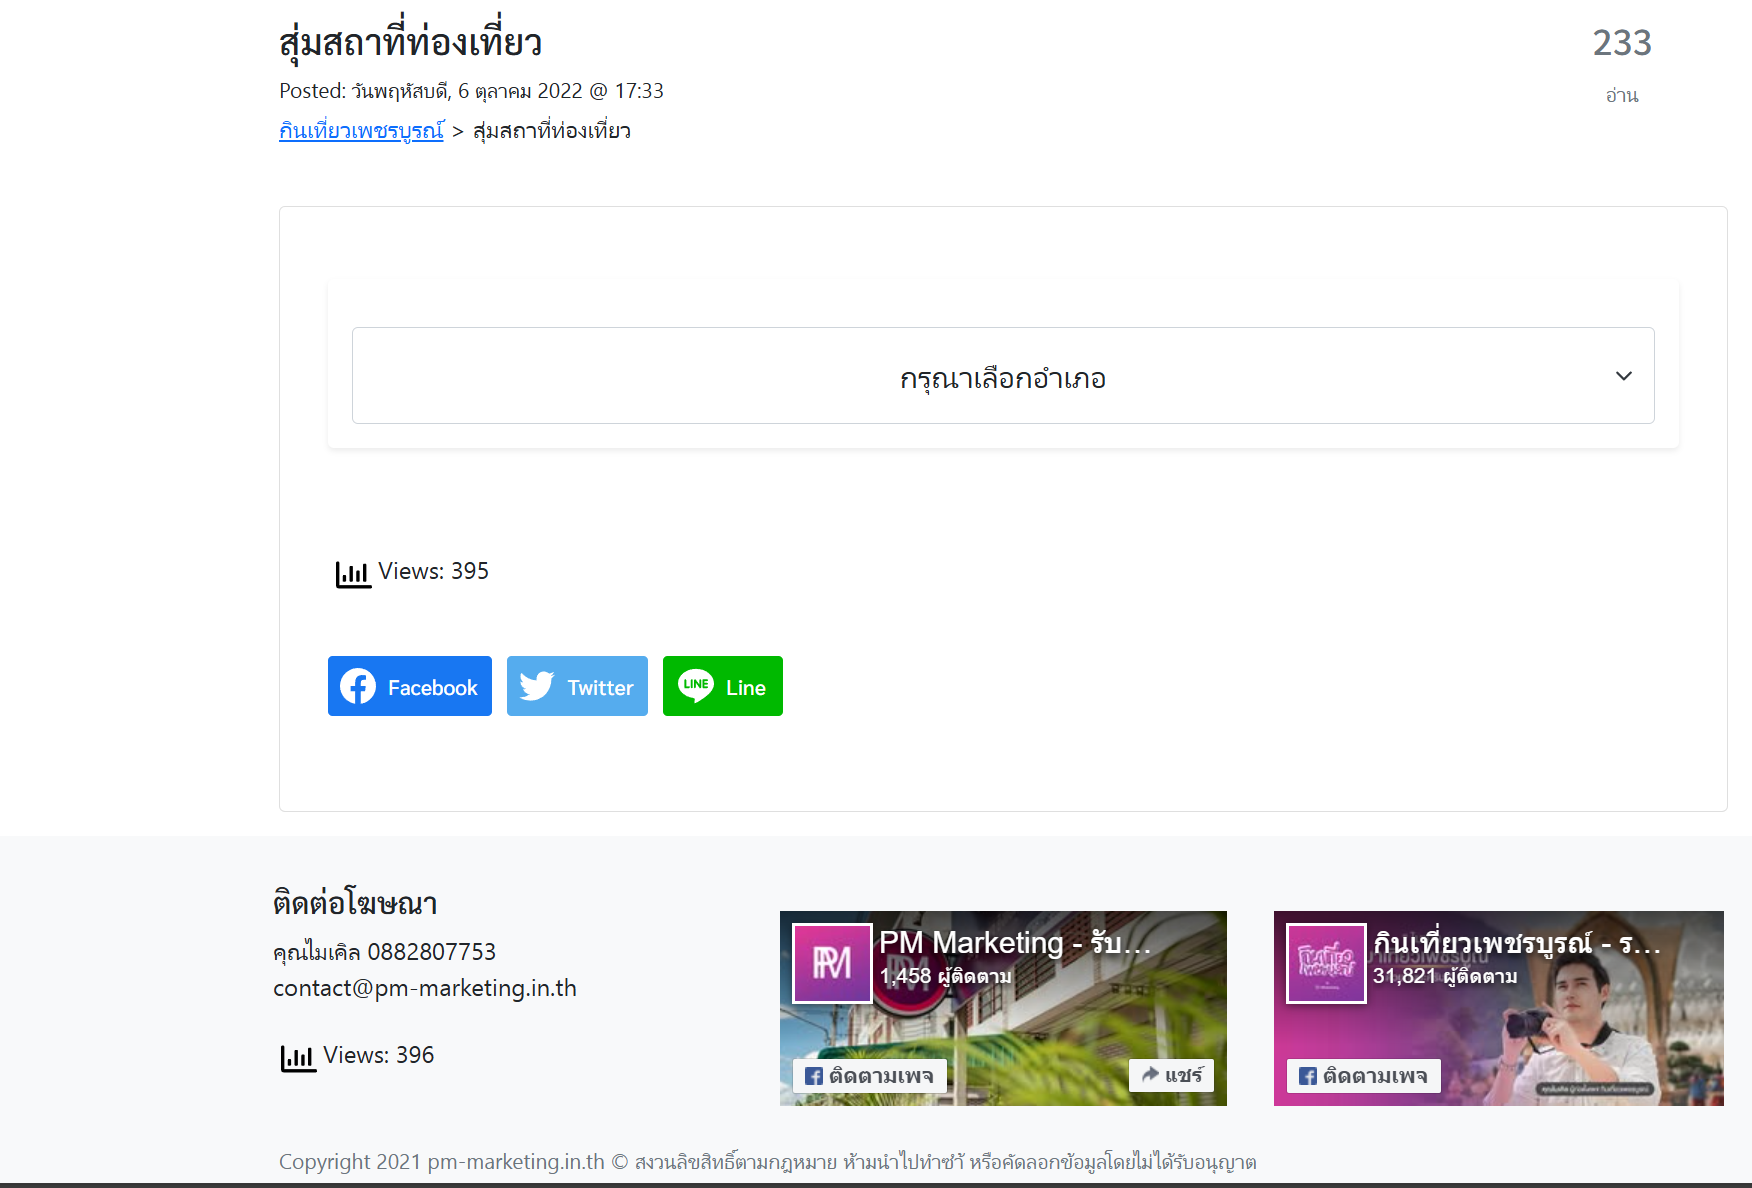 สุ่มสถาที่ท่องเที่ยว
233
Posted: วันพฤหัสบดี, 6 ตุลาคม 2022 @ 17:33
อ่าน
กินเที่ยวเพชรบูรณ์ > สุ่มสถาที่ท่องเที่ยว
กรุณาเลือกอำเภอ
Views: 395
Facebook
Twitter
LINE
Line
ติดต่อโฆษณา
คุณไมเคิล 0882807753
contact@pm-marketing.in.th
Views: 396
PM Marketing - รับ...
1,458 ผู้ติดตาม
ติดตามเพจ
แชร์
กินเที่ยวเพชรบูรณ์ - ร...
31,821 ผู้ติดตาม
ติดตามเพจ
Copyright 2021 pm-marketing.in.th © สงวนลิขสิทธิ์ตามกฎหมาย ห้ามนำไปทำซ้ำ หรือคัดลอกข้อมูลโดยไม่ได้รับอนุญาต